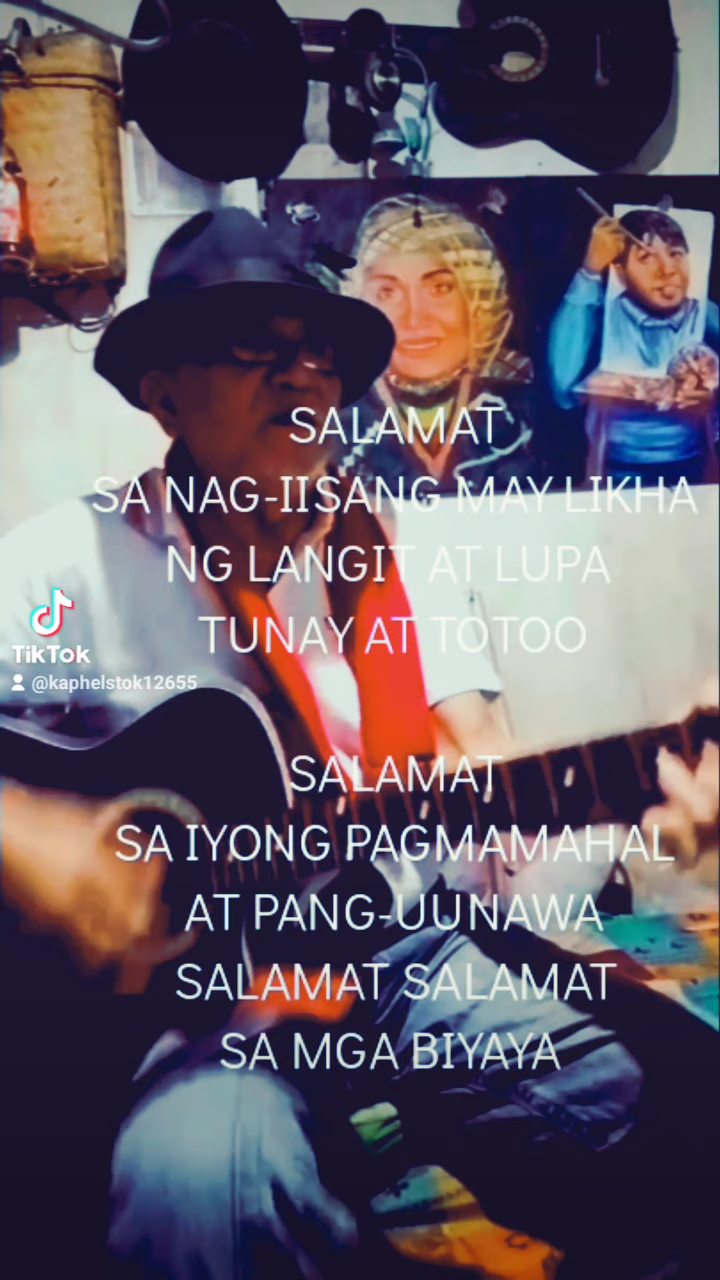 SALAMAT
SA NAG-IISANG MAY LIKHA
NG LANGIT AT LUPA
TUNAY AT TOTOO
TikTok
@kaphelstok12655
SALAMAT
SA IYONG PAGMAMAHAL
AT PANG-UUNAWA
SALAMAT SALAMAT
SA MGA BIYAYA